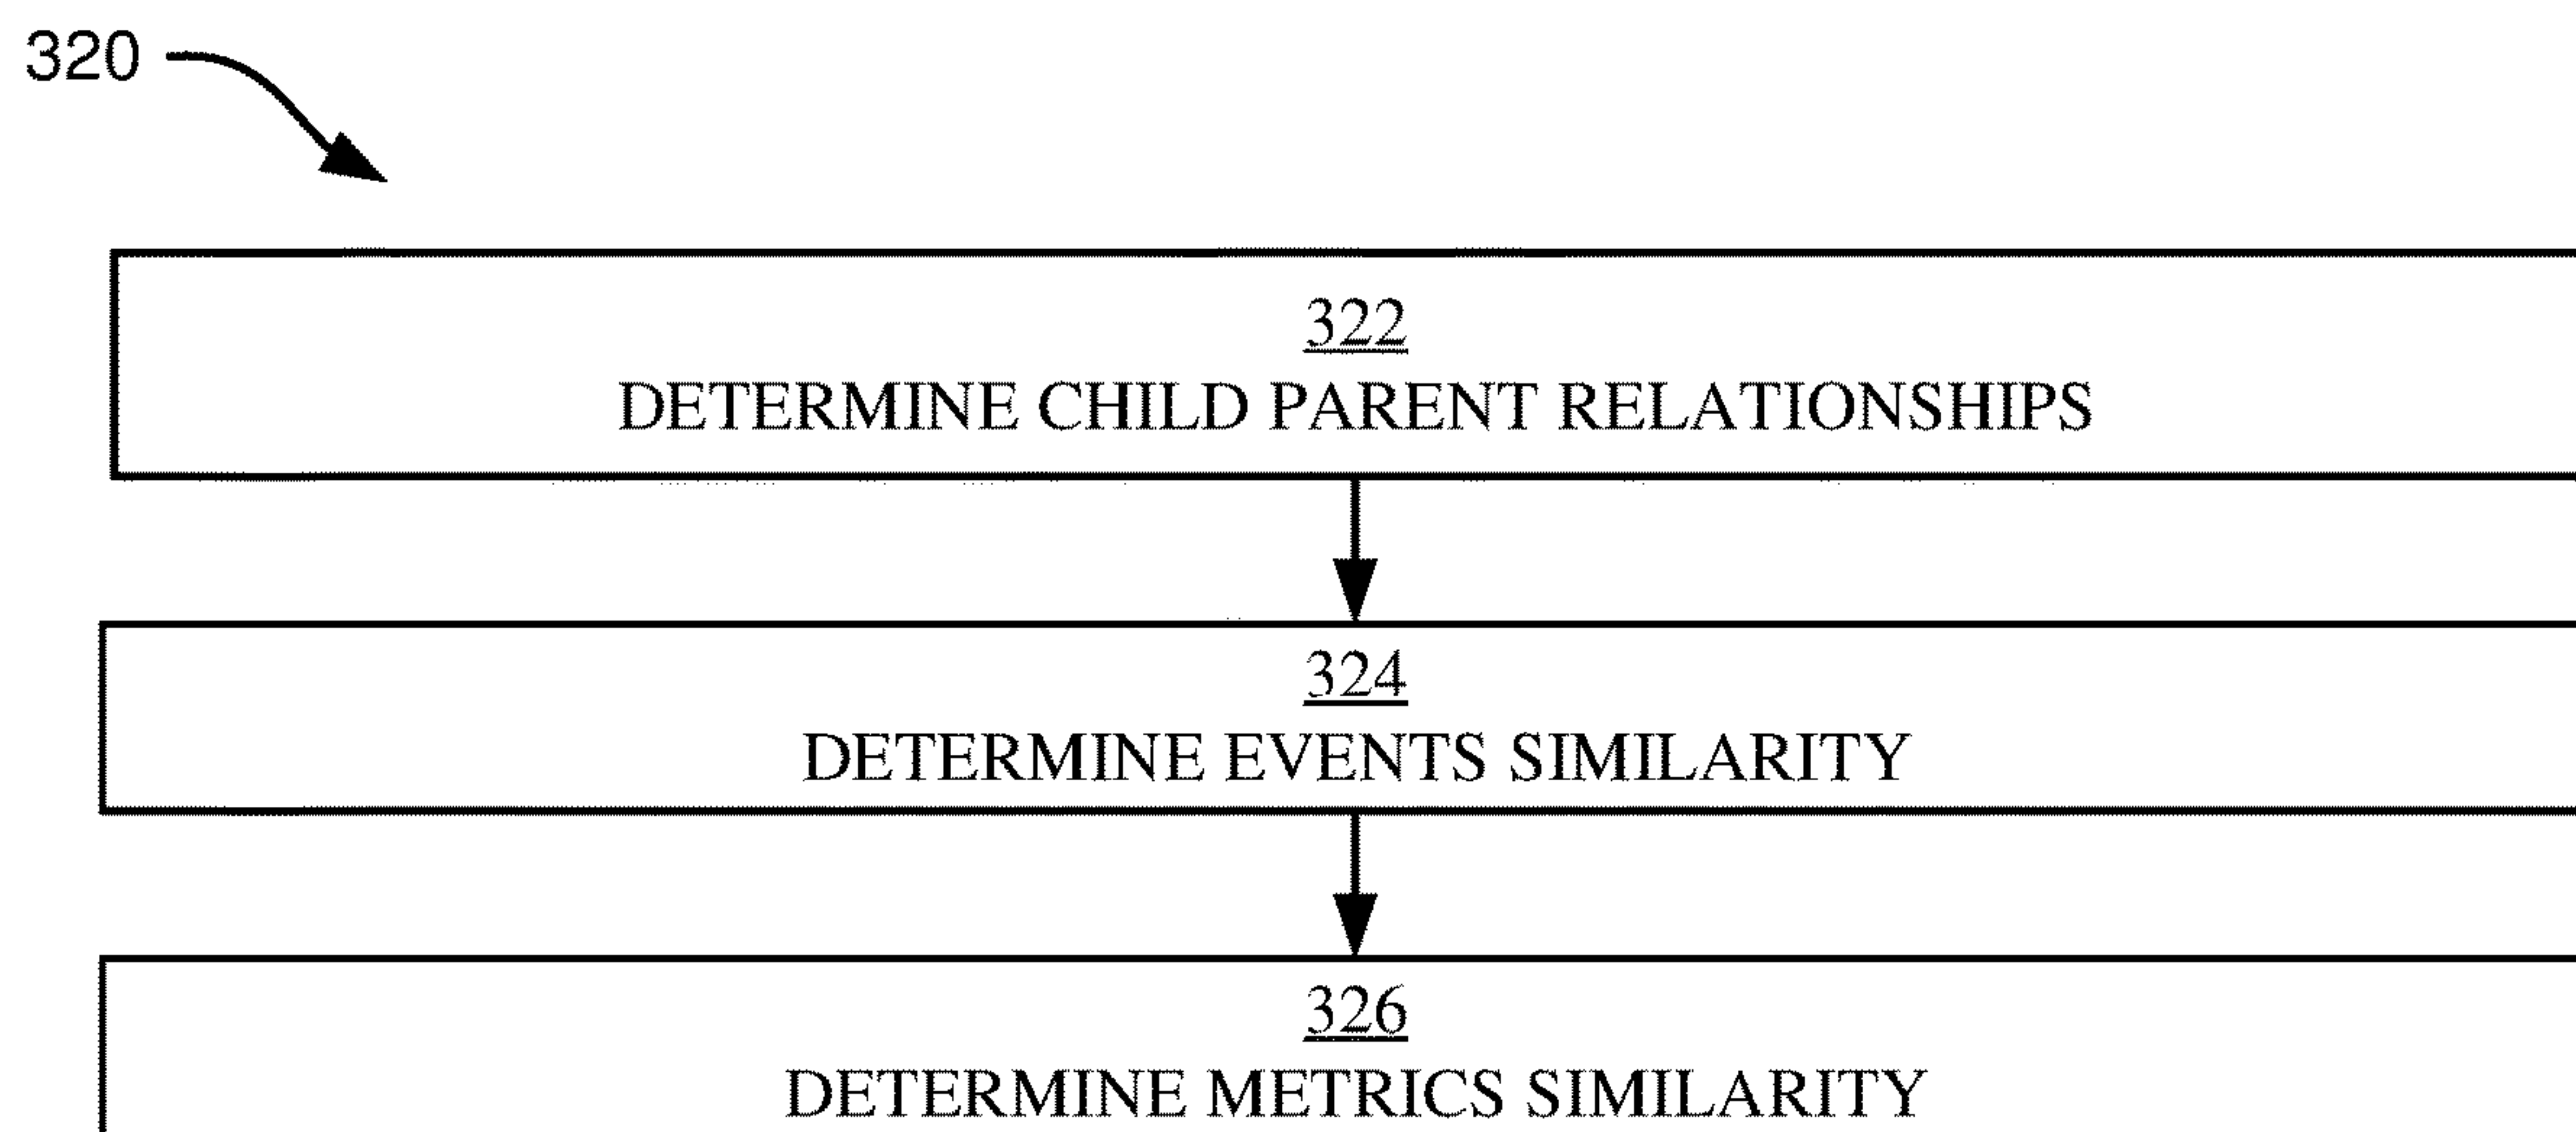 320
322
DETERMINE CHILD PARENT RELATIONSHIPS
324
DETERMINE EVENTS SIMILARITY
326
DETERMINE METRICS SIMILARITY